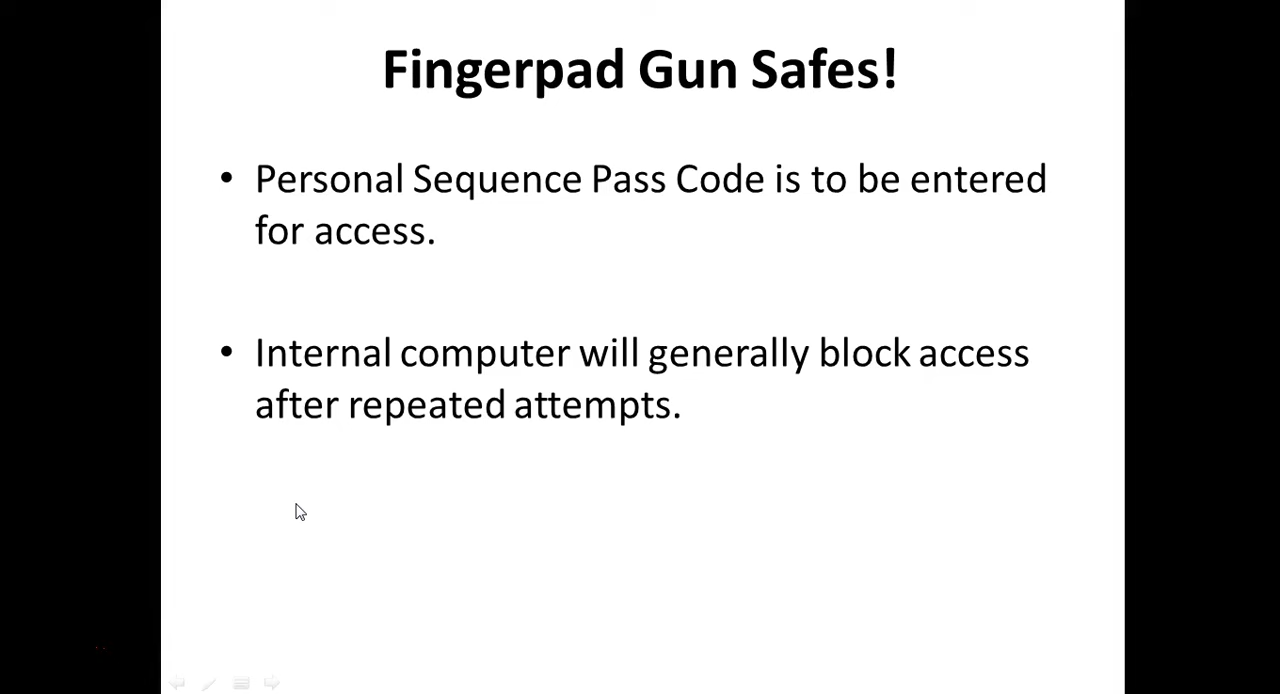 Fingerpad Gun Safes!
• Personal Sequence Pass Code is to be entered
for access.
• Internal computer will generally block access
after repeated attempts.